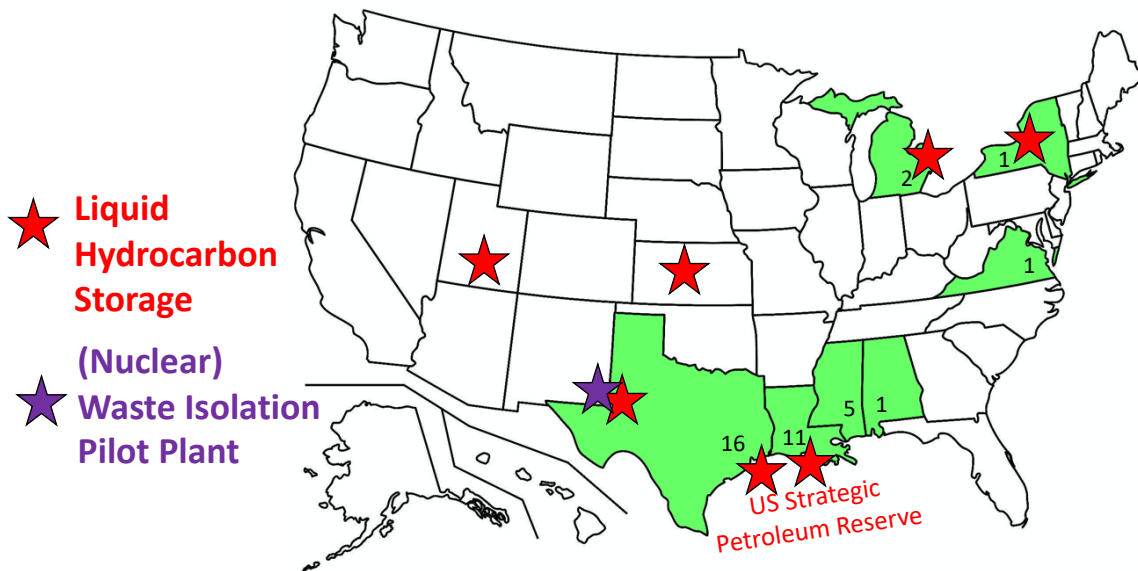 Liquid
Hydrocarbon
Storage
(Nuclear)
Waste Isolation
Pilot Plant
2
1
1
16
11
5
1
US Strategic
Petroleum Reserve